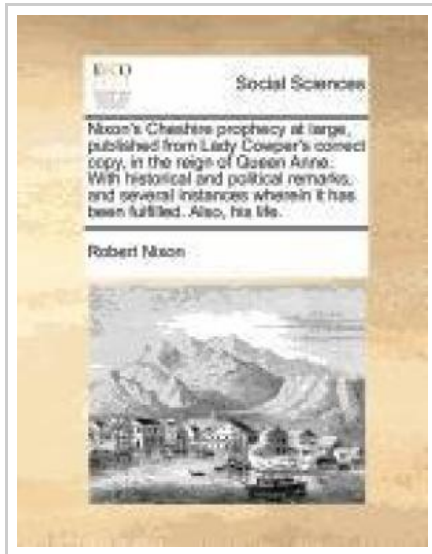 ECCO
Social Sciences
Nixon's Cheshire prophecy at large,
published from Lady Cowper's correct
copy, in the reign of Queen Anne.
With historical and political remarks,
and several instances wherein it has
been fulfilled. Also, his life.
Robert Nixon